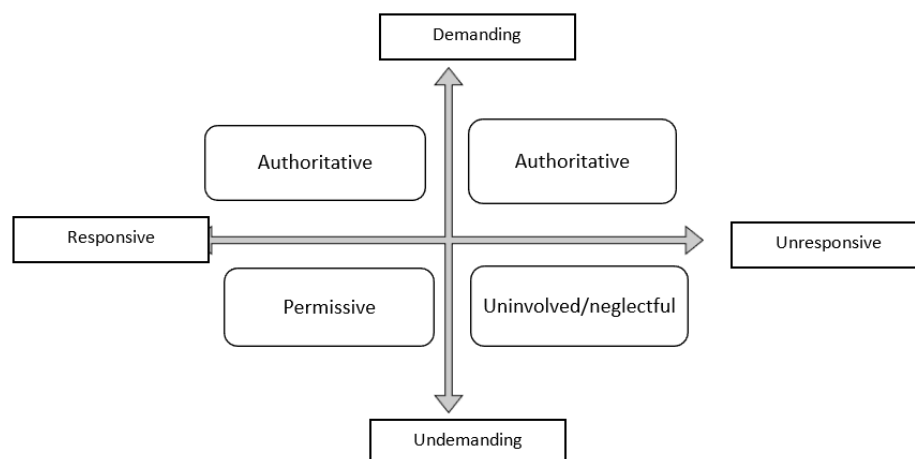 Demanding
Authoritative
Authoritative
Responsive
Unresponsive
Permissive
Uninvolved/neglectful
Undemanding